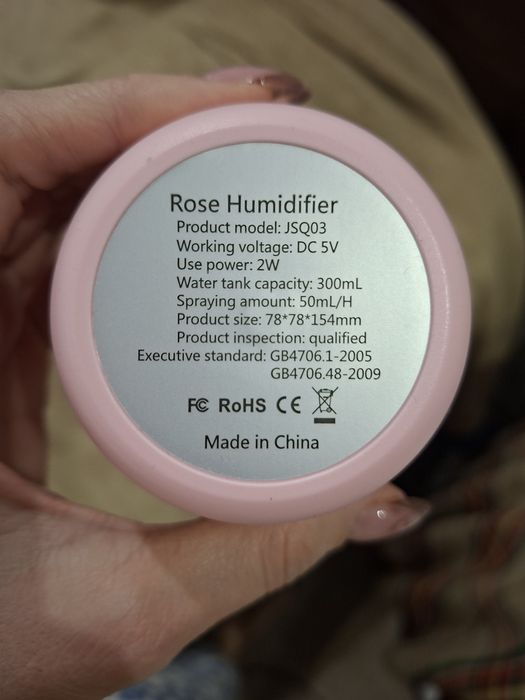 Rose Humidifier
Product model: JSQ03
Working voltage: DC 5V
Use power: 2W
Water tank capacity: 300mL
Spraying amount: 50mL/H
Product size: 78*78*154mm
Product inspection: qualified
Executive standard: GB4706.1-2005
GB4706.48-2009
FC RoHS CE
Made in China